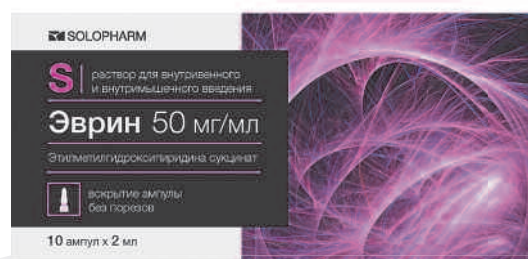 SOLOPHARM
S
раствор для внутривенного
и внутримышечного введения
Эврин 50 мг/мл
Этилметилгидроксипиридина сукцинат
вскрытие ампулы
без порезов
10 ампул x 2 мл